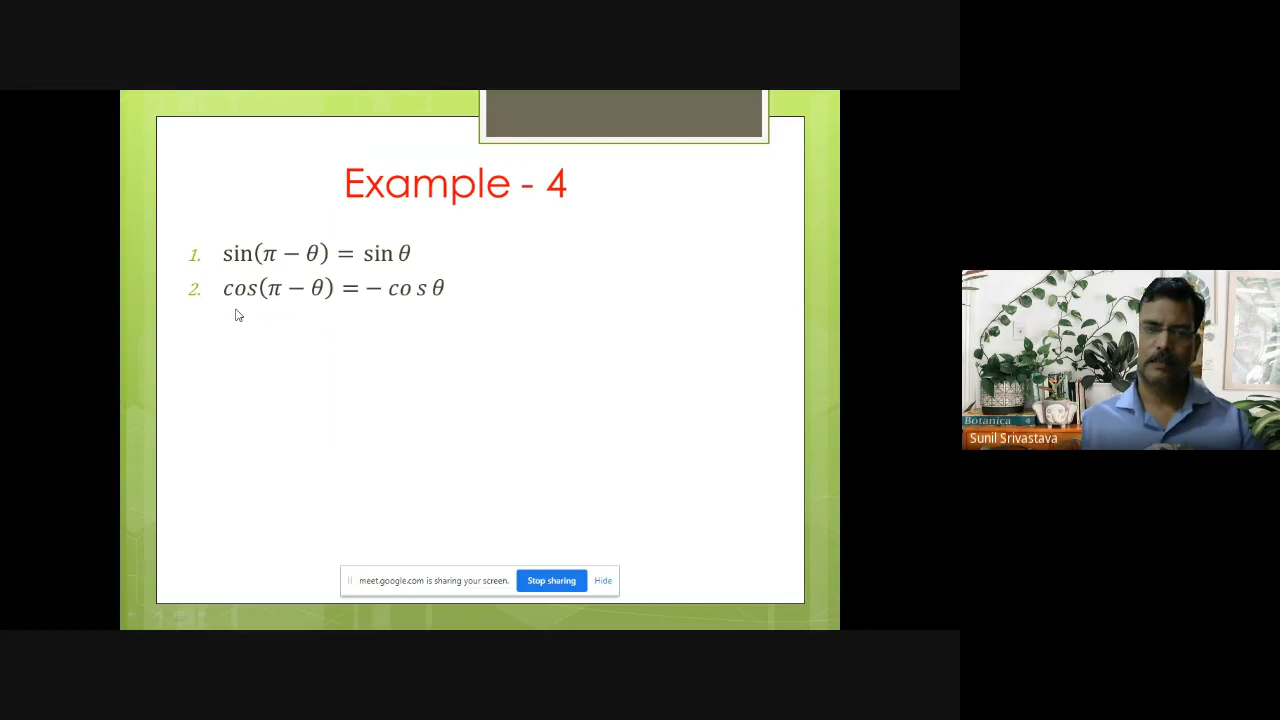 Example - 4
1. sin(π − θ) = sin θ
2. cos(π − θ) = − co s θ
Botanica
Sunil Srivastava
meet.google.com is sharing your screen. Stop sharing Hide